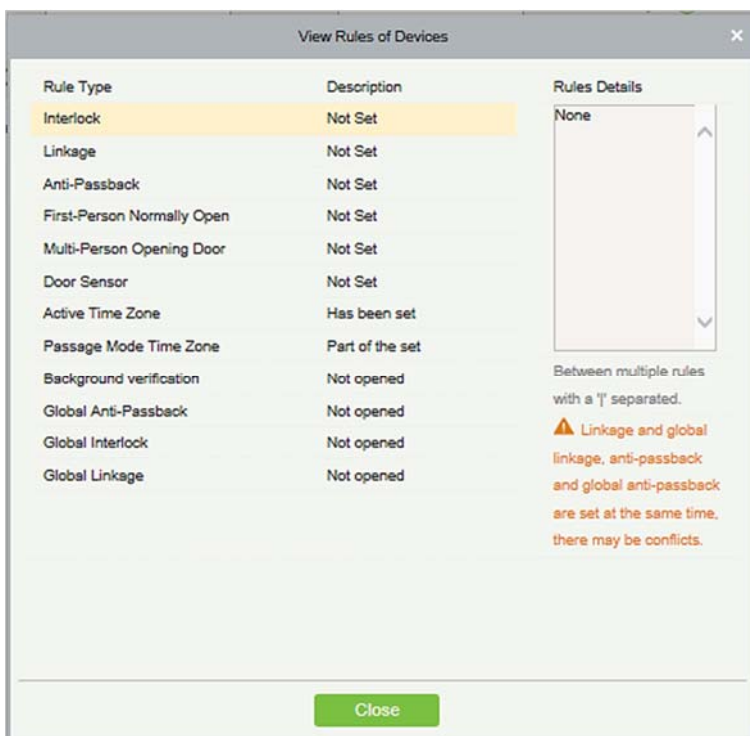 View Rules of Devices
Rule Type Description Rules Details
Interlock Not Set None
Linkage Not Set
Anti-Passback Not Set
First-Person Normally Open Not Set
Multi-Person Opening Door Not Set
Door Sensor Not Set
Active Time Zone Has been set
Passage Mode Time Zone Part of the set
Background verification Not opened
Global Anti-Passback Not opened
Global Interlock Not opened
Global Linkage Not opened
Between multiple rules
with a '|' separated.
Linkage and global
linkage, anti-passback
and global anti-passback
are set at the same time,
there may be conflicts.
Close